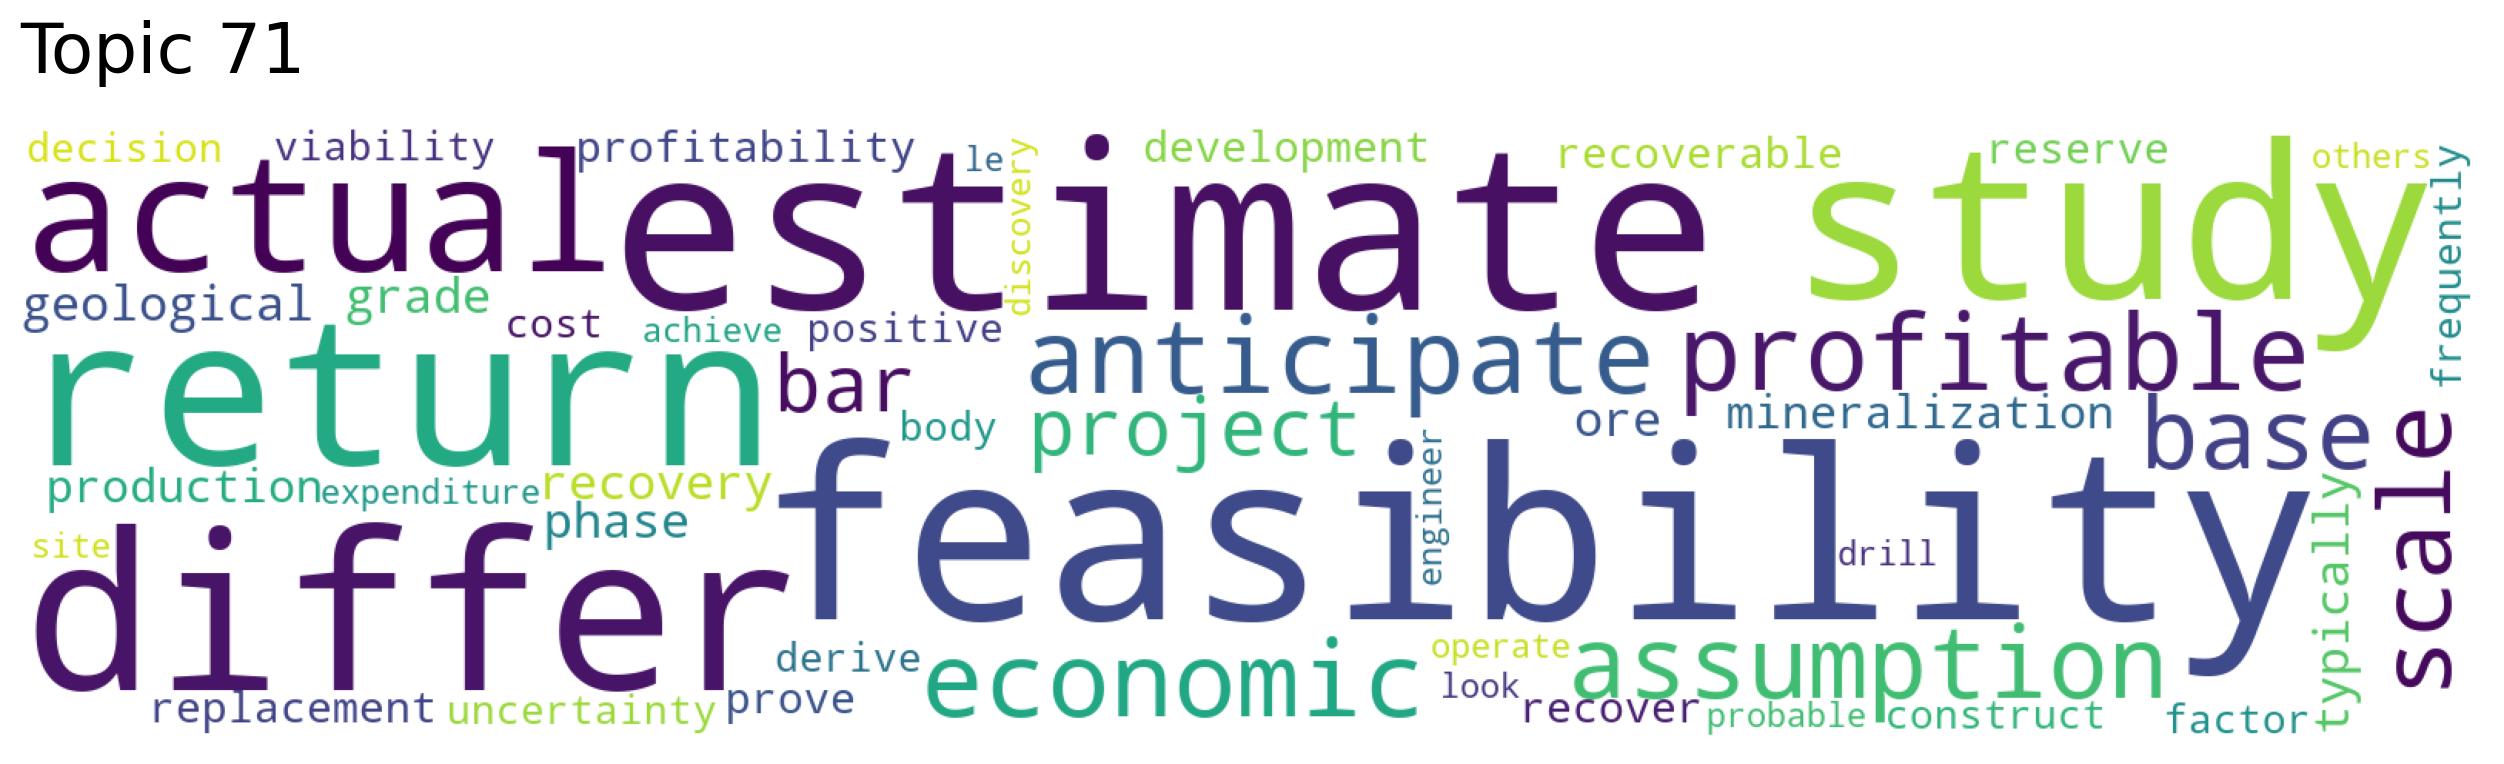 Topic 71
decision viability profitability le discovery development recoverable reserve others frequently
actual estimate study
geological grade cost achieve positive anticipate profitable
return bar body project ore mineralization base scale
production expenditure recovery feasibility engineer typically
site phase drill
differ derive economic operate assumption
replacement uncertainty prove look recover probable construct factor